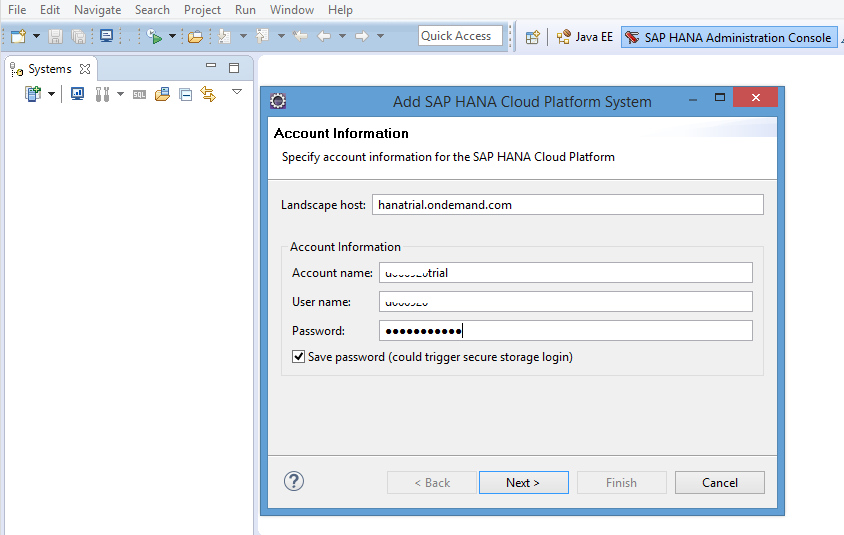 File Edit Navigate Search Project Run Window Help
Quick Access
Java EE
SAP HANA Administration Console
Systems
SQL
Add SAP HANA Cloud Platform System
Account Information
Specify account information for the SAP HANA Cloud Platform
Landscape host: hanatrial.ondemand.com
Account Information
Account name: trial
User name:
Password: ●●●●●●●●●●●
Save password (could trigger secure storage login)
? < Back Next > Finish Cancel